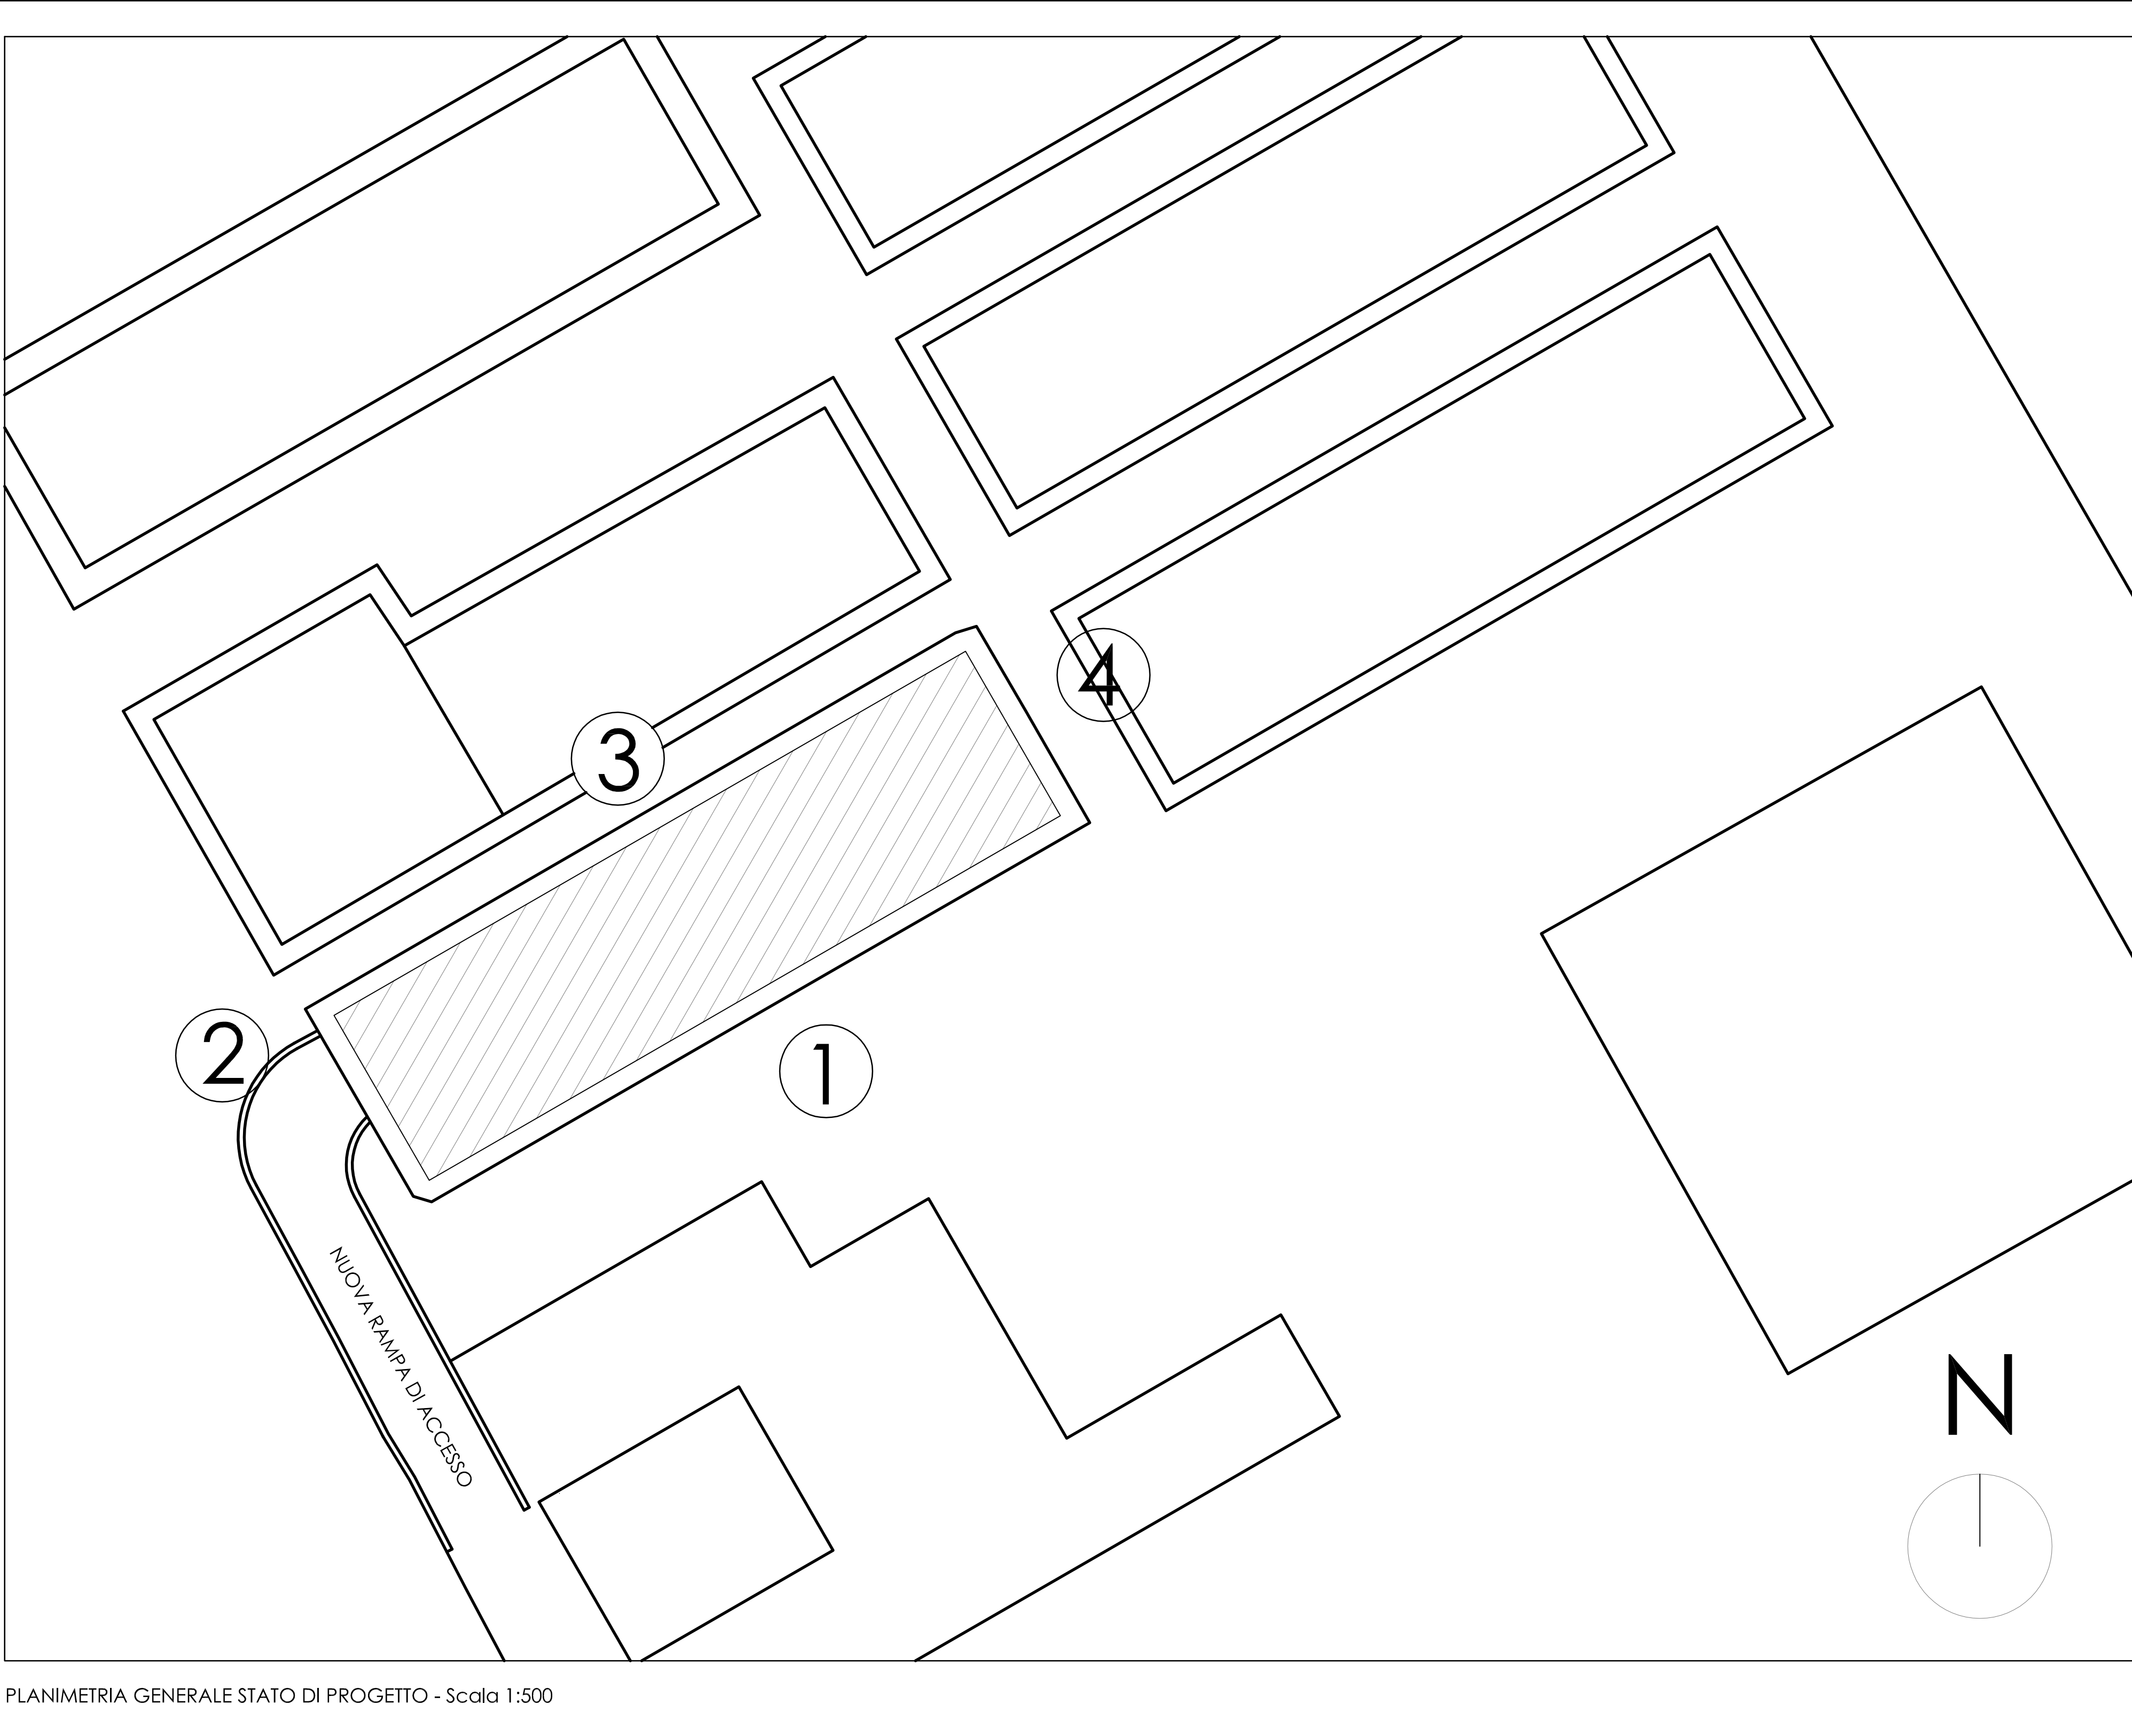 4
3
2
1
NUOVA RAMPA DI ACCESSO
N
PLANIMETRIA GENERALE STATO DI PROGETTO - Scala 1:500